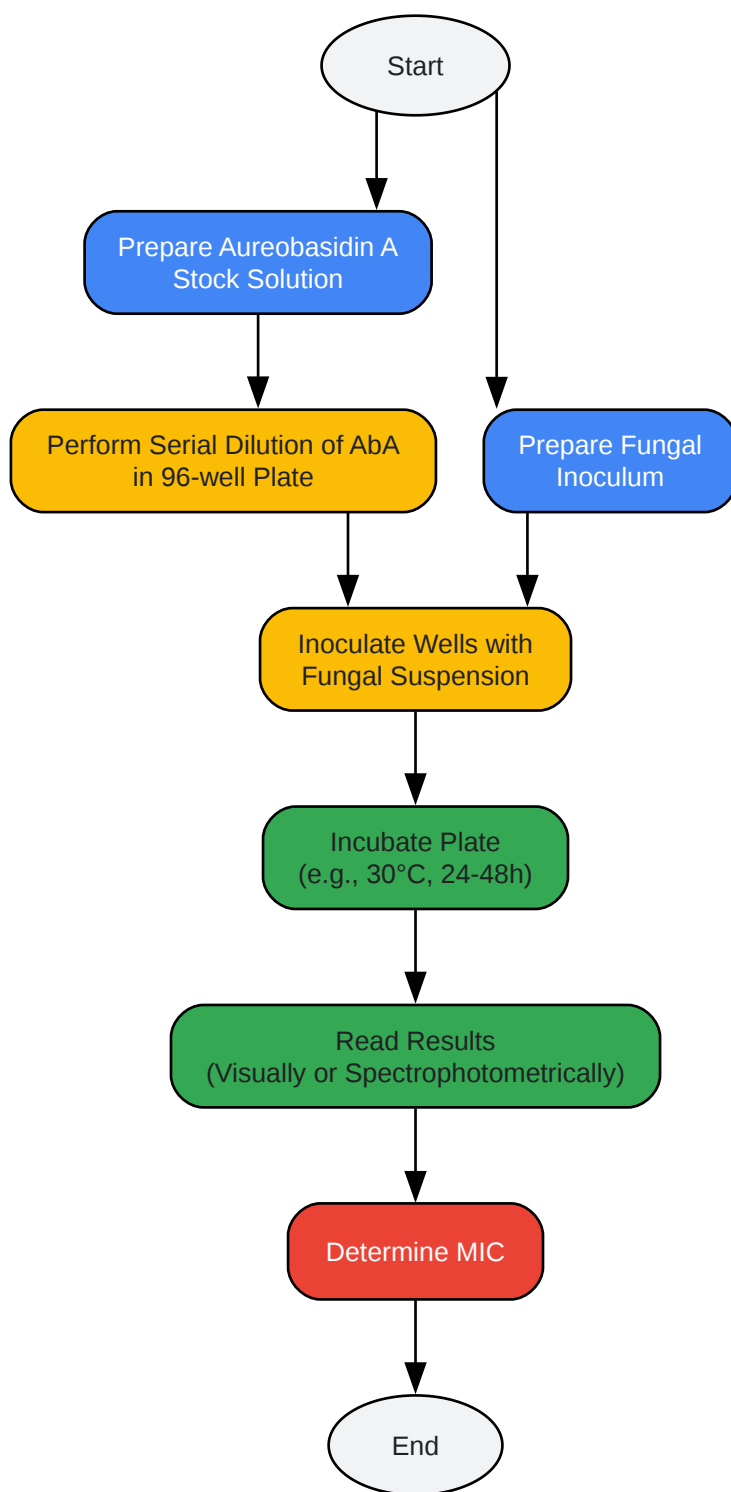 Start
Prepare Aureobasidin A
Stock Solution
Perform Serial Dilution of AbA
in 96-well Plate
Prepare Fungal
Inoculum
Inoculate Wells with
Fungal Suspension
Incubate Plate
(e.g., 30°C, 24-48h)
Read Results
(Visually or Spectrophotometrically)
Determine MIC
End